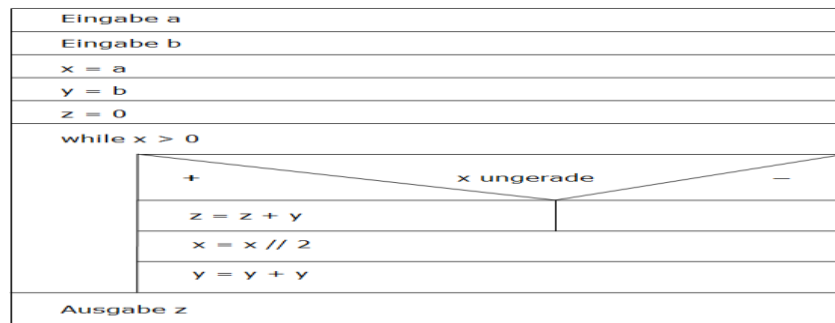 Eingabe a
Eingabe b
x = a
y = b
z = 0
while x > 0
+ x ungerade −
z = z + y
x = x // 2
y = y + y
Ausgabe z